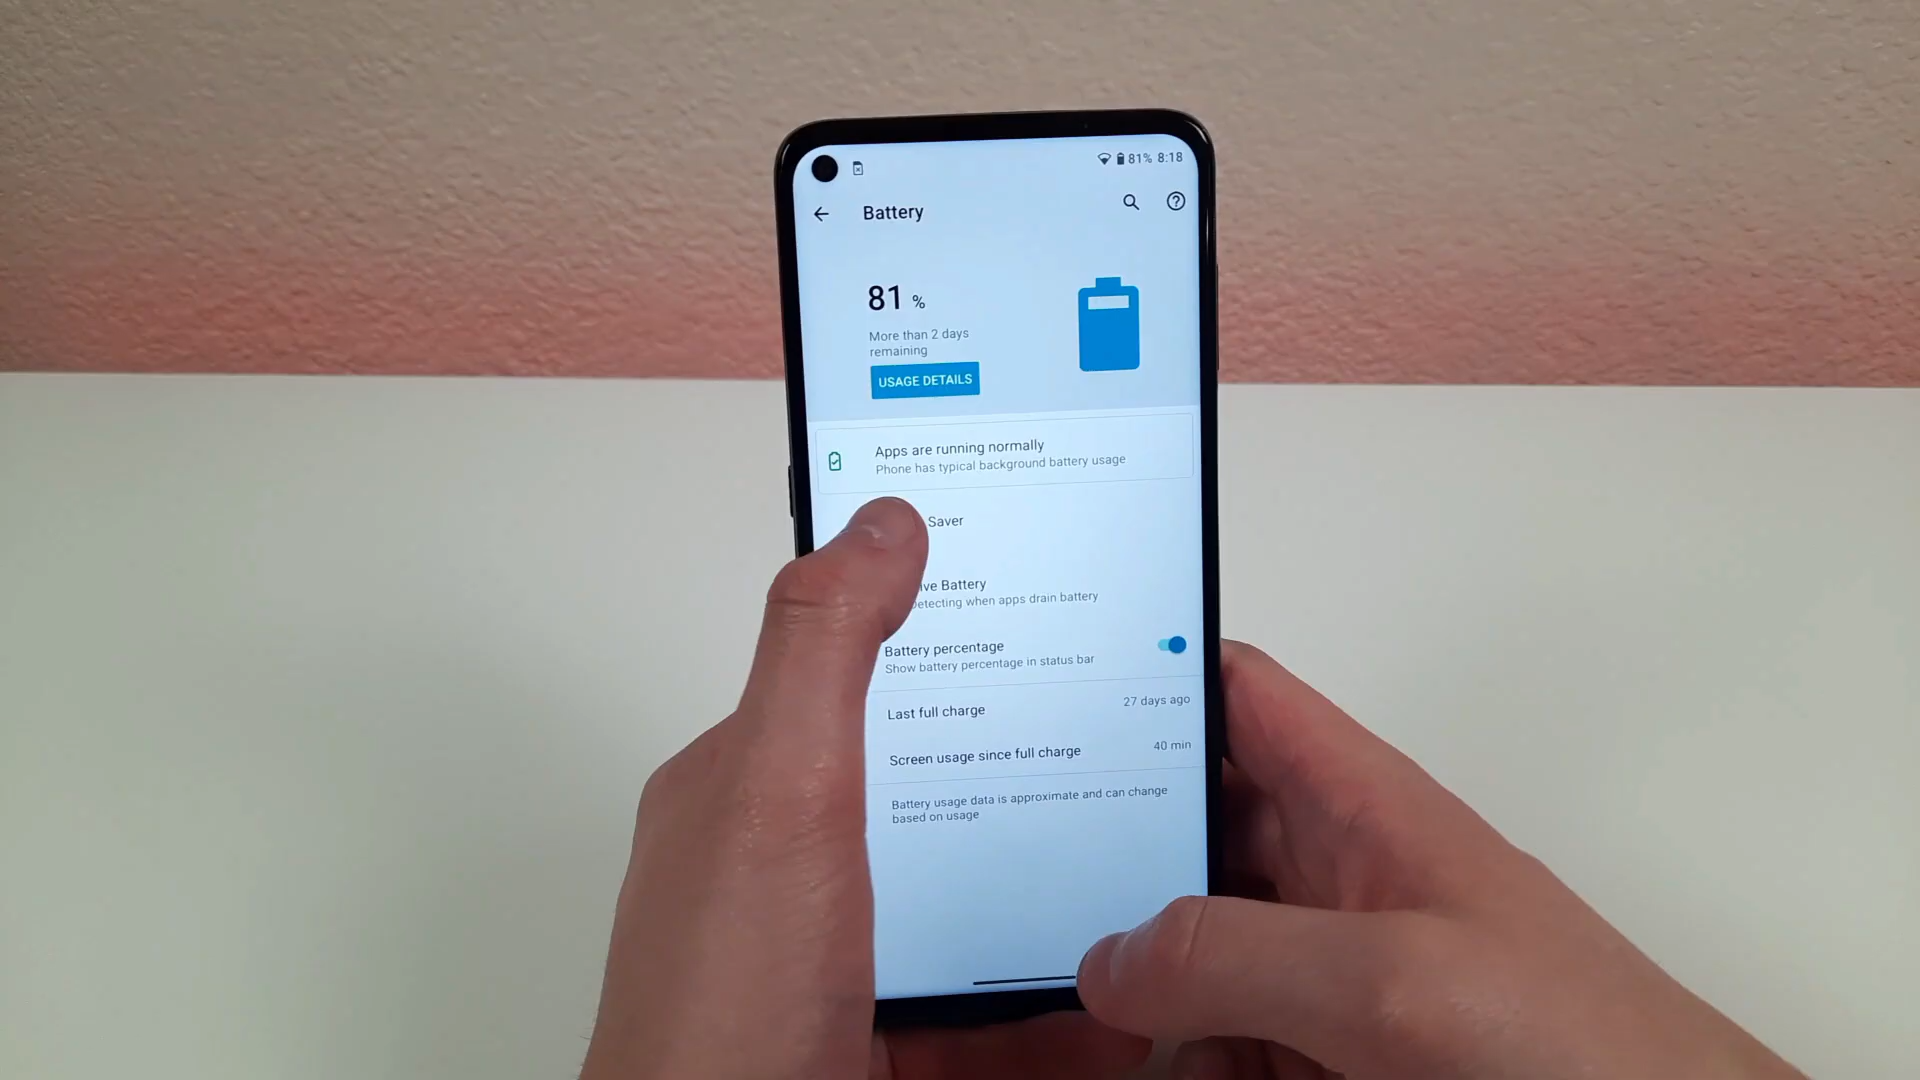 81% 8:18
Battery
81 %
More than 2 days
remaining
USAGE DETAILS
Apps are running normally
Phone has typical background battery usage
Saver
ive Battery
Detecting when apps drain battery
Battery percentage
Show battery percentage in status bar
Last full charge
27 days ago
Screen usage since full charge
40 min
Battery usage data is approximate and can change
based on usage